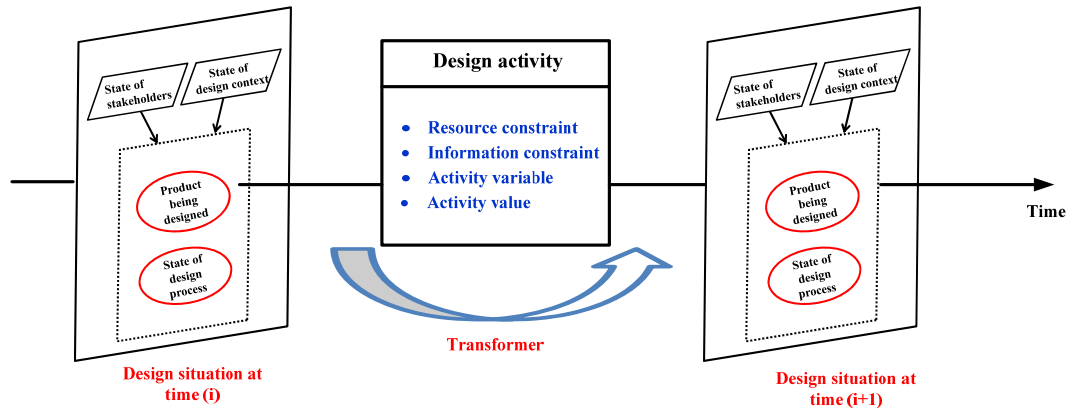 State of
stakeholders
State of
design context
Product
being
designed
State of
design
process
Design situation at
time (i)
Design activity
• Resource constraint
• Information constraint
• Activity variable
• Activity value
Transformer
State of
stakeholders
State of
design context
Product
being
designed
State of
design
process
Design situation at
time (i+1)
Time